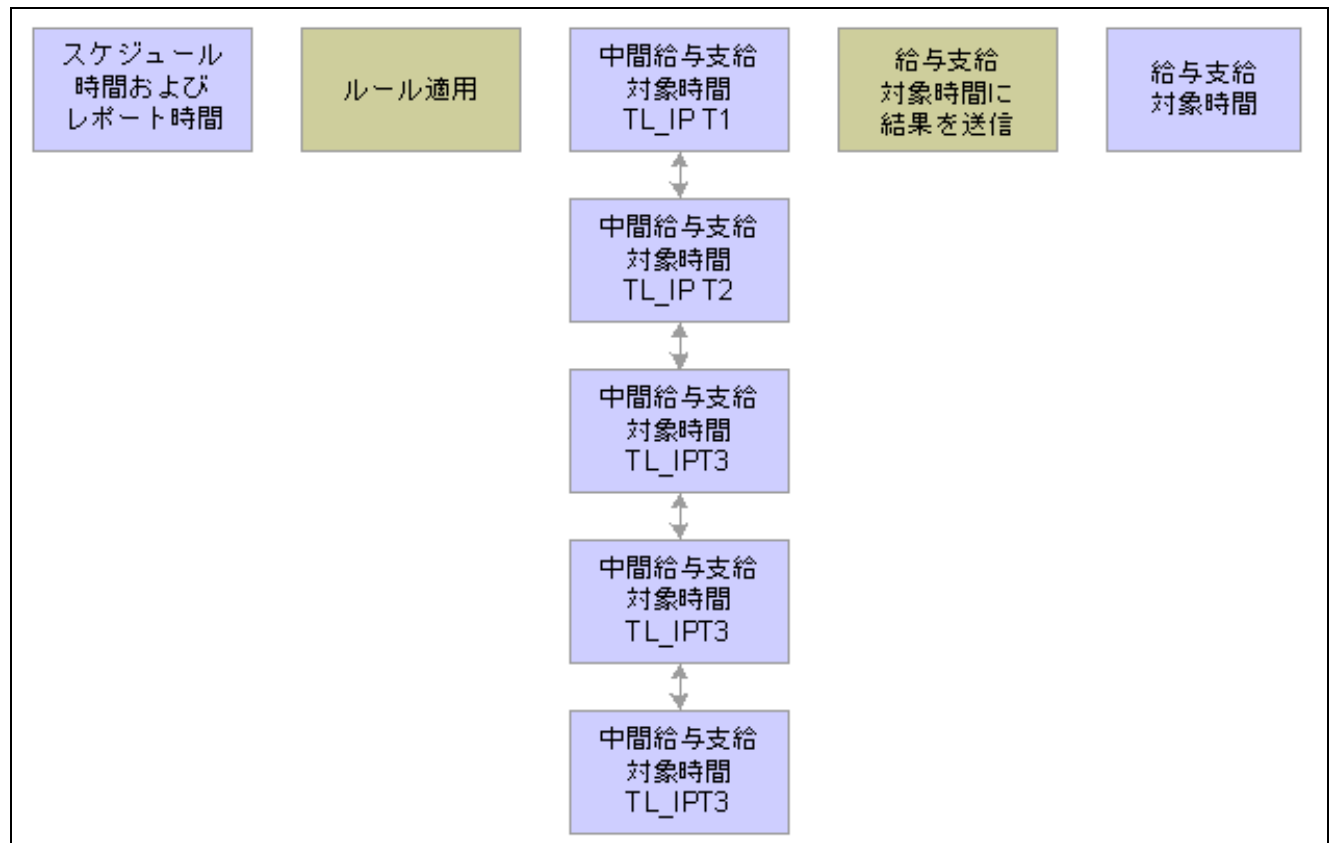 スケジュール
時間および
レポート時間
ルール適用
中間給与支給
対象時間
TL_IPT1
給与支給
対象時間に
結果を送信
給与支給
対象時間
中間給与支給
対象時間
TL_IPT2
中間給与支給
対象時間
TL_IPT3
中間給与支給
対象時間
TL_IPT3
中間給与支給
対象時間
TL_IPT3